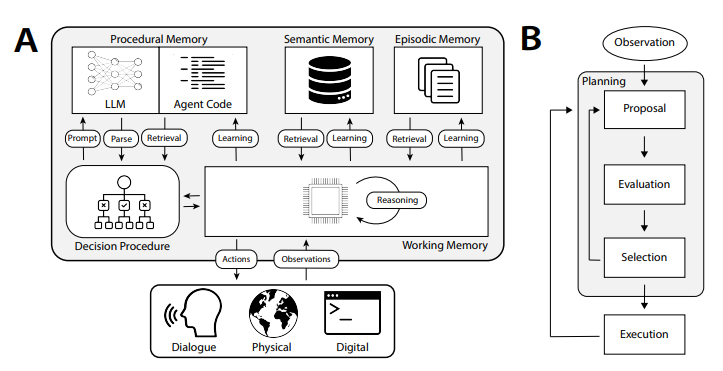 A
Procedural Memory
Semantic Memory
Episodic Memory
LLM
Agent Code
Prompt
Parse
Retrieval
Learning
Retrieval
Learning
Retrieval
Learning
Decision Procedure
Reasoning
Working Memory
Actions
Observations
>_
Dialogue
Physical
Digital
B
Observation
Planning
Proposal
Evaluation
Selection
Execution